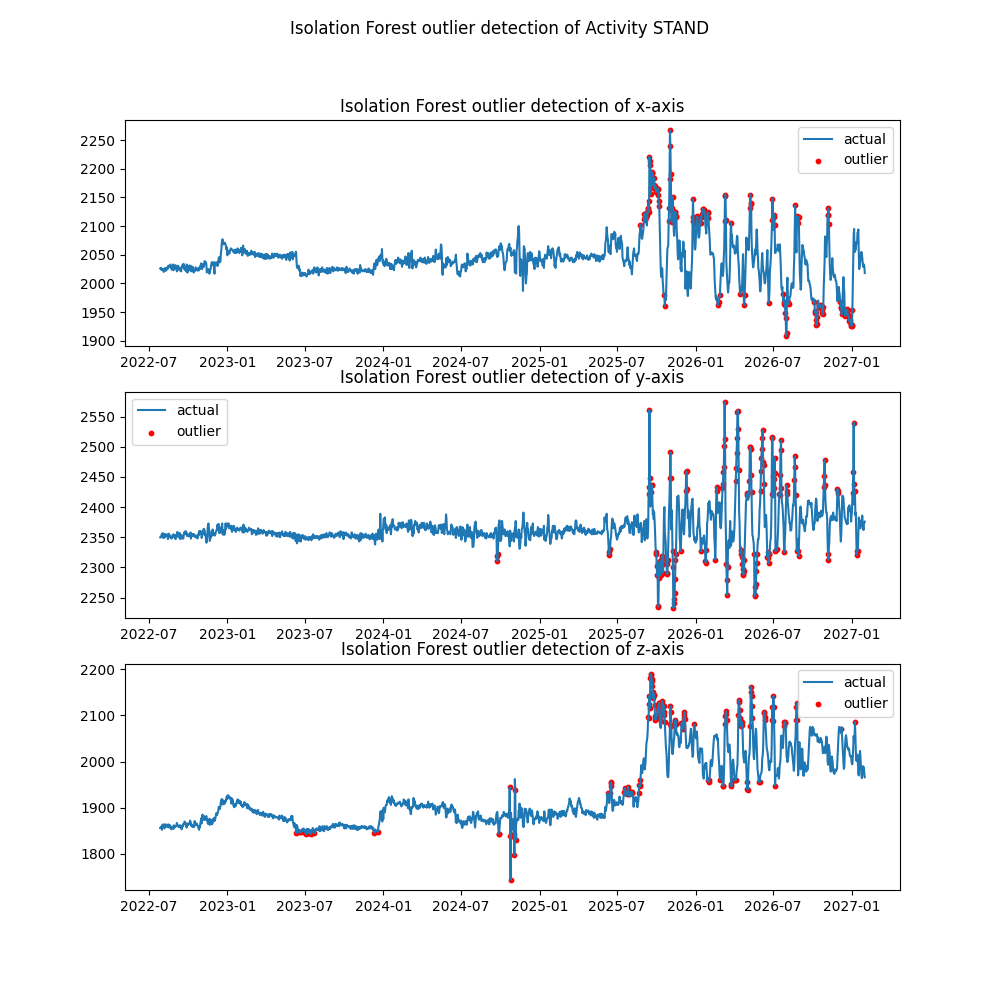 Isolation Forest outlier detection of Activity STAND
Isolation Forest outlier detection of x-axis
2250
2200
2150
2100
2050
2000
1950
1900
actual
outlier
2022-07 2023-01 2023-07 2024-01 2024-07 2025-01 2025-07 2026-01 2026-07 2027-01
Isolation Forest outlier detection of y-axis
2550
2500
2450
2400
2350
2300
2250
actual
outlier
2022-07 2023-01 2023-07 2024-01 2024-07 2025-01 2025-07 2026-01 2026-07 2027-01
Isolation Forest outlier detection of z-axis
2200
2100
2000
1900
1800
actual
outlier
2022-07 2023-01 2023-07 2024-01 2024-07 2025-01 2025-07 2026-01 2026-07 2027-01